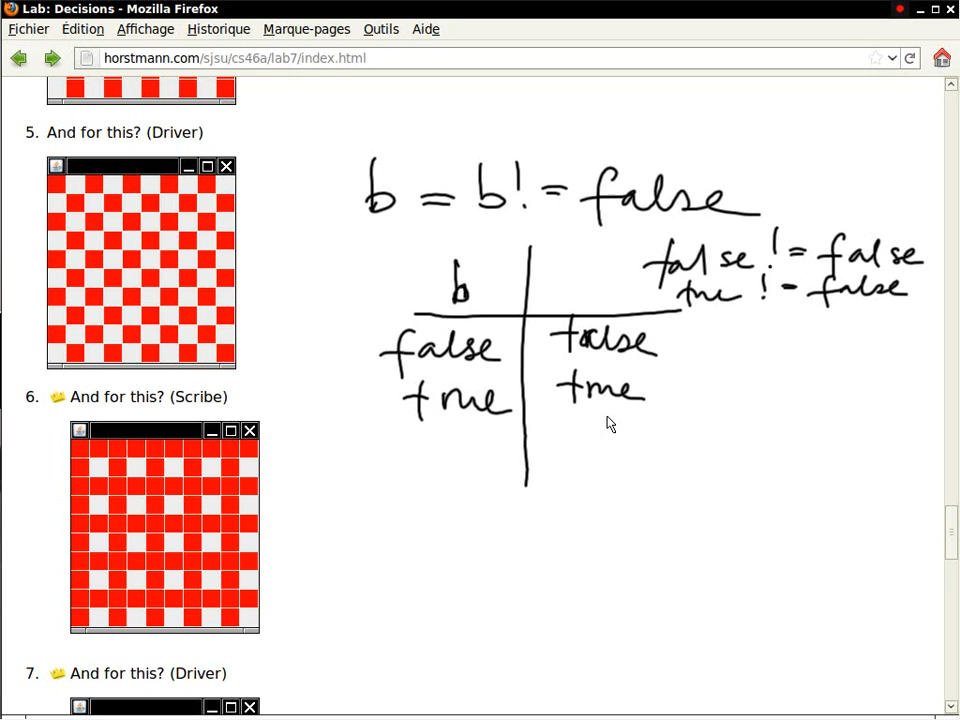 Lab: Decisions - Mozilla Firefox
Fichier Édition Affichage Historique Marque-pages Outils Aide
horstmann.com/sjsu/cs46a/lab7/index.html
5. And for this? (Driver)
b = b != false
false != false
true != false
b
false false
true true
6. And for this? (Scribe)
7. And for this? (Driver)